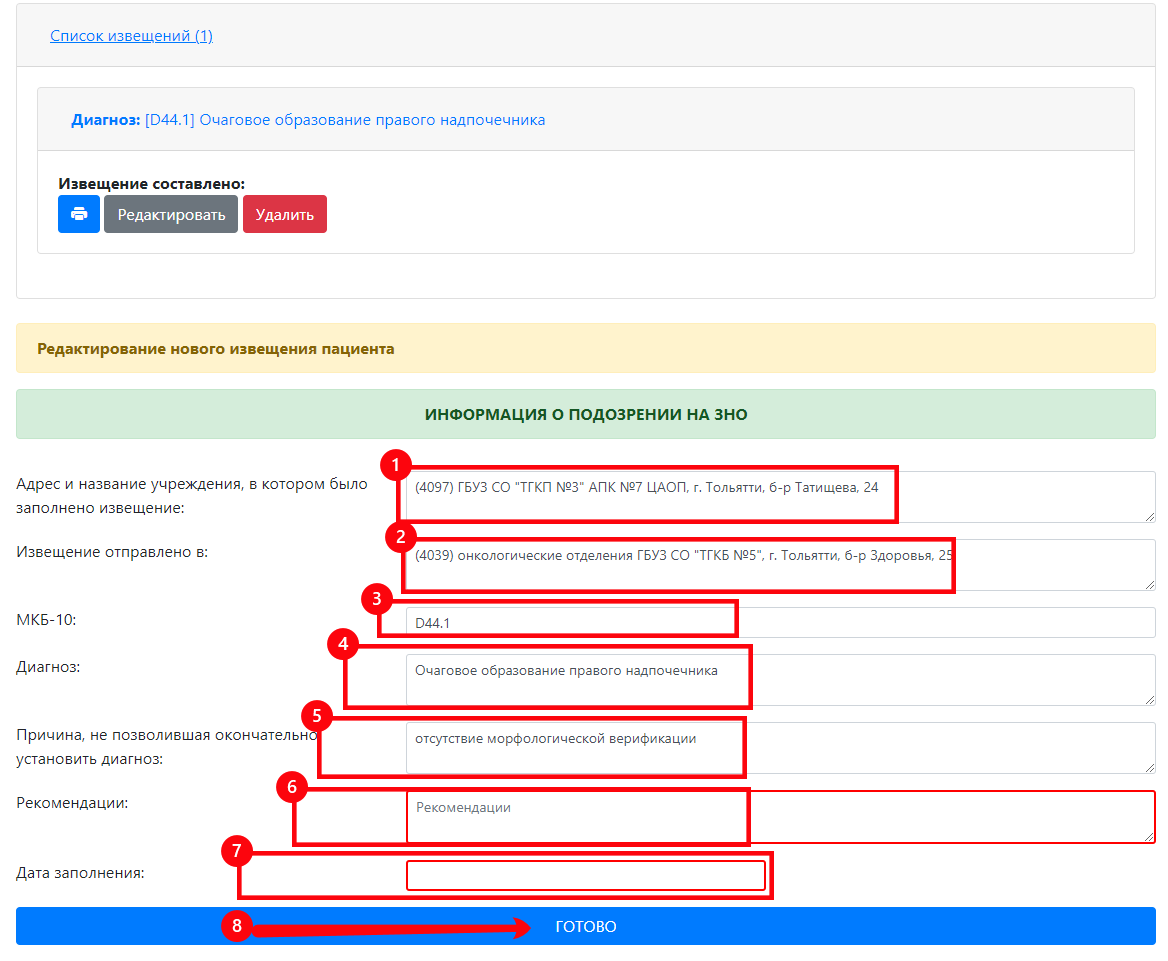 Список извещений (1)
Диагноз: [D44.1] Очаговое образование правого надпочечника
Извещение составлено:
Редактировать Удалить
Редактирование нового извещения пациента
ИНФОРМАЦИЯ О ПОДОЗРЕНИИ НА ЗНО
1
Адрес и название учреждения, в котором было
заполнено извещение:
(4097) ГБУЗ СО "ТГКП №3" АПК №7 ЦАОП, г. Тольятти, б-р Татищева, 24
2
Извещение отправлено в:
(4039) онкологические отделения ГБУЗ СО "ТГКБ №5", г. Тольятти, б-р Здоровья, 25
3
МКБ-10:
D44.1
4
Диагноз:
Очаговое образование правого надпочечника
5
Причина, не позволившая окончательно
установить диагноз:
отсутствие морфологической верификации
6
Рекомендации:
Рекомендации
7
Дата заполнения:
8
ГОТОВО